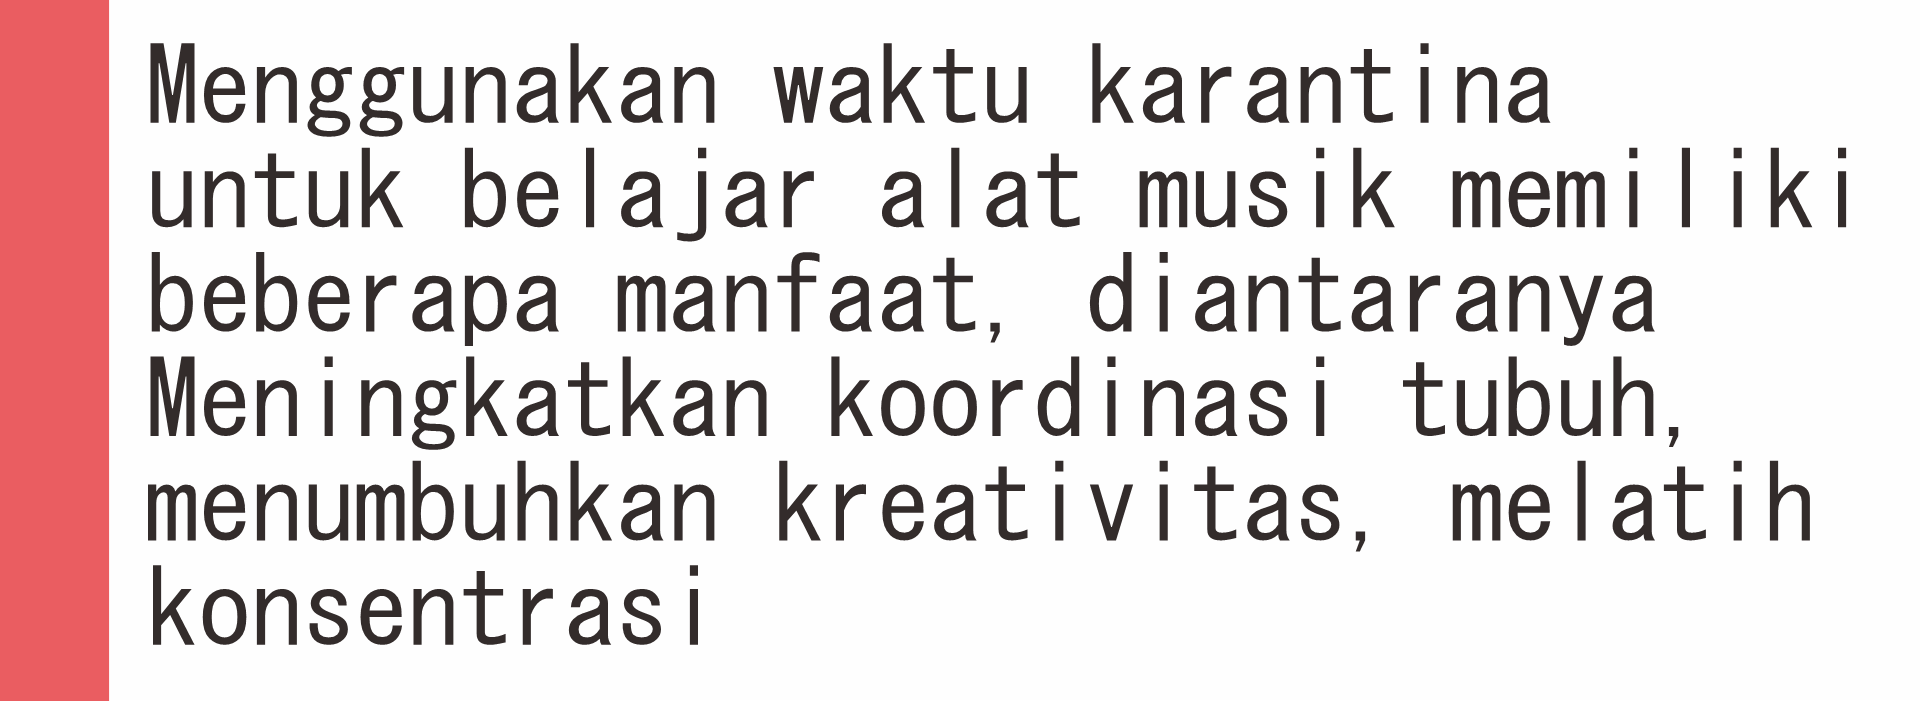 Menggunakan waktu karantina
untuk belajar alat musik memiliki
beberapa manfaat, diantaranya
Meningkatkan koordinasi tubuh,
menumbuhkan kreativitas, melatih
konsentrasi